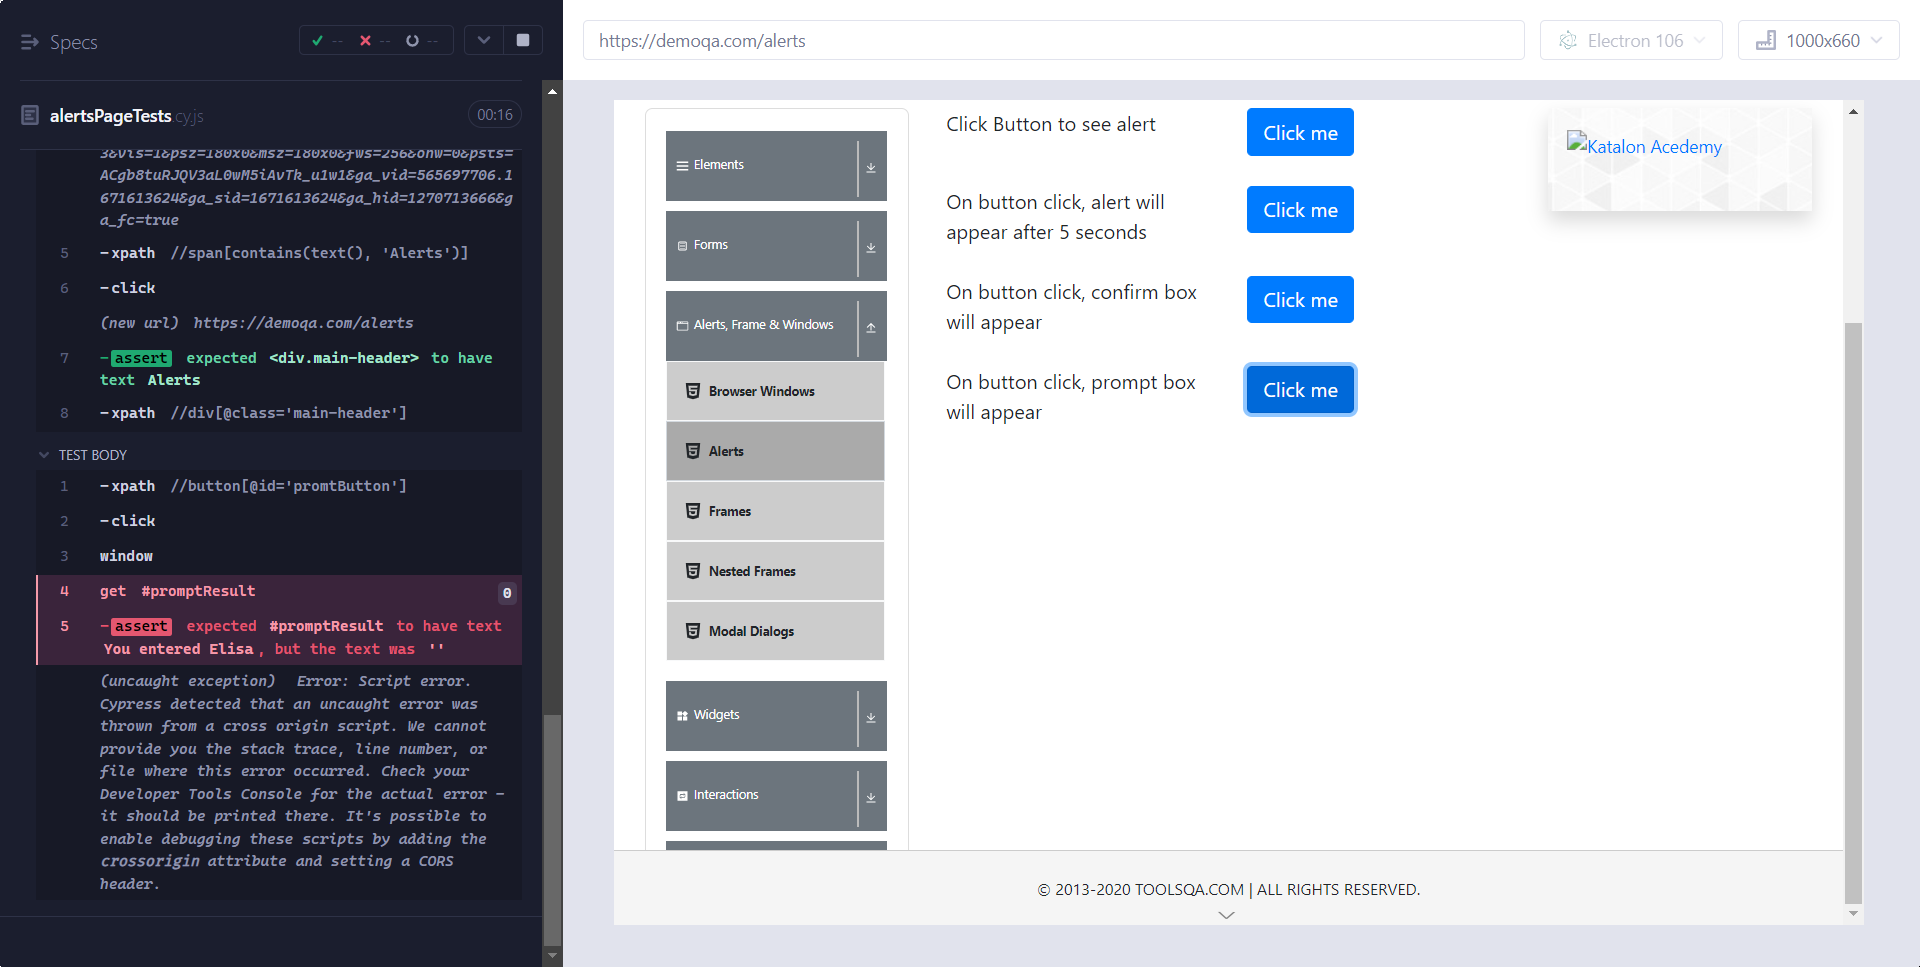 Specs
-- -- --
alertsPageTests.cy.js
00:16
3&vis=1&psz=180x0&msz=180x0&fws=256&ohw=0&psts=
ACgb8tuRJQV3aL0wM5iAvTk_u1w1&ga_vid=565697706.1
671613624&ga_sid=1671613624&ga_hid=1270713666&g
a_fc=true
5 -xpath //span[contains(text(), 'Alerts')]
6 -click
(new url) https://demoqa.com/alerts
7 -assert expected <div.main-header> to have
text Alerts
8 -xpath //div[@class='main-header']
TEST BODY
1 -xpath //button[@id='promtButton']
2 -click
3 window
4 get #promptResult 0
5 -assert expected #promptResult to have text
You entered Elisa, but the text was ''
(uncaught exception) Error: Script error.
Cypress detected that an uncaught error was
thrown from a cross origin script. We cannot
provide you the stack trace, line number, or
file where this error occurred. Check your
Developer Tools Console for the actual error -
it should be printed there. It's possible to
enable debugging these scripts by adding the
crossorigin attribute and setting a CORS
header.
https://demoqa.com/alerts
Electron 106
1000x660
Elements
Forms
Alerts, Frame & Windows
Browser Windows
Alerts
Frames
Nested Frames
Modal Dialogs
Widgets
Interactions
Click Button to see alert
Click me
On button click, alert will
appear after 5 seconds
Click me
On button click, confirm box
will appear
Click me
On button click, prompt box
will appear
Click me
Katalon Acedemy
© 2013-2020 TOOLSQA.COM | ALL RIGHTS RESERVED.